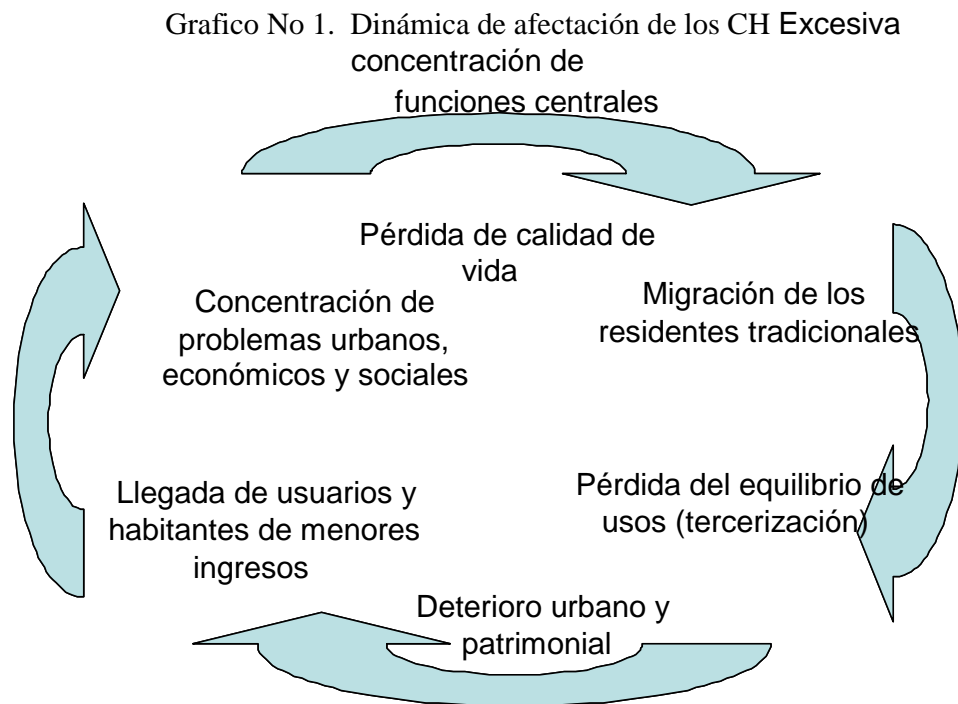 Grafico No 1. Dinámica de afectación de los CH Excesiva
concentración de
funciones centrales
Pérdida de calidad de
vida
Migración de los
residentes tradicionales
Concentración de
problemas urbanos,
económicos y sociales
Pérdida del equilibrio de
usos (tercerización)
Llegada de usuarios y
habitantes de menores
ingresos
Deterioro urbano y
patrimonial